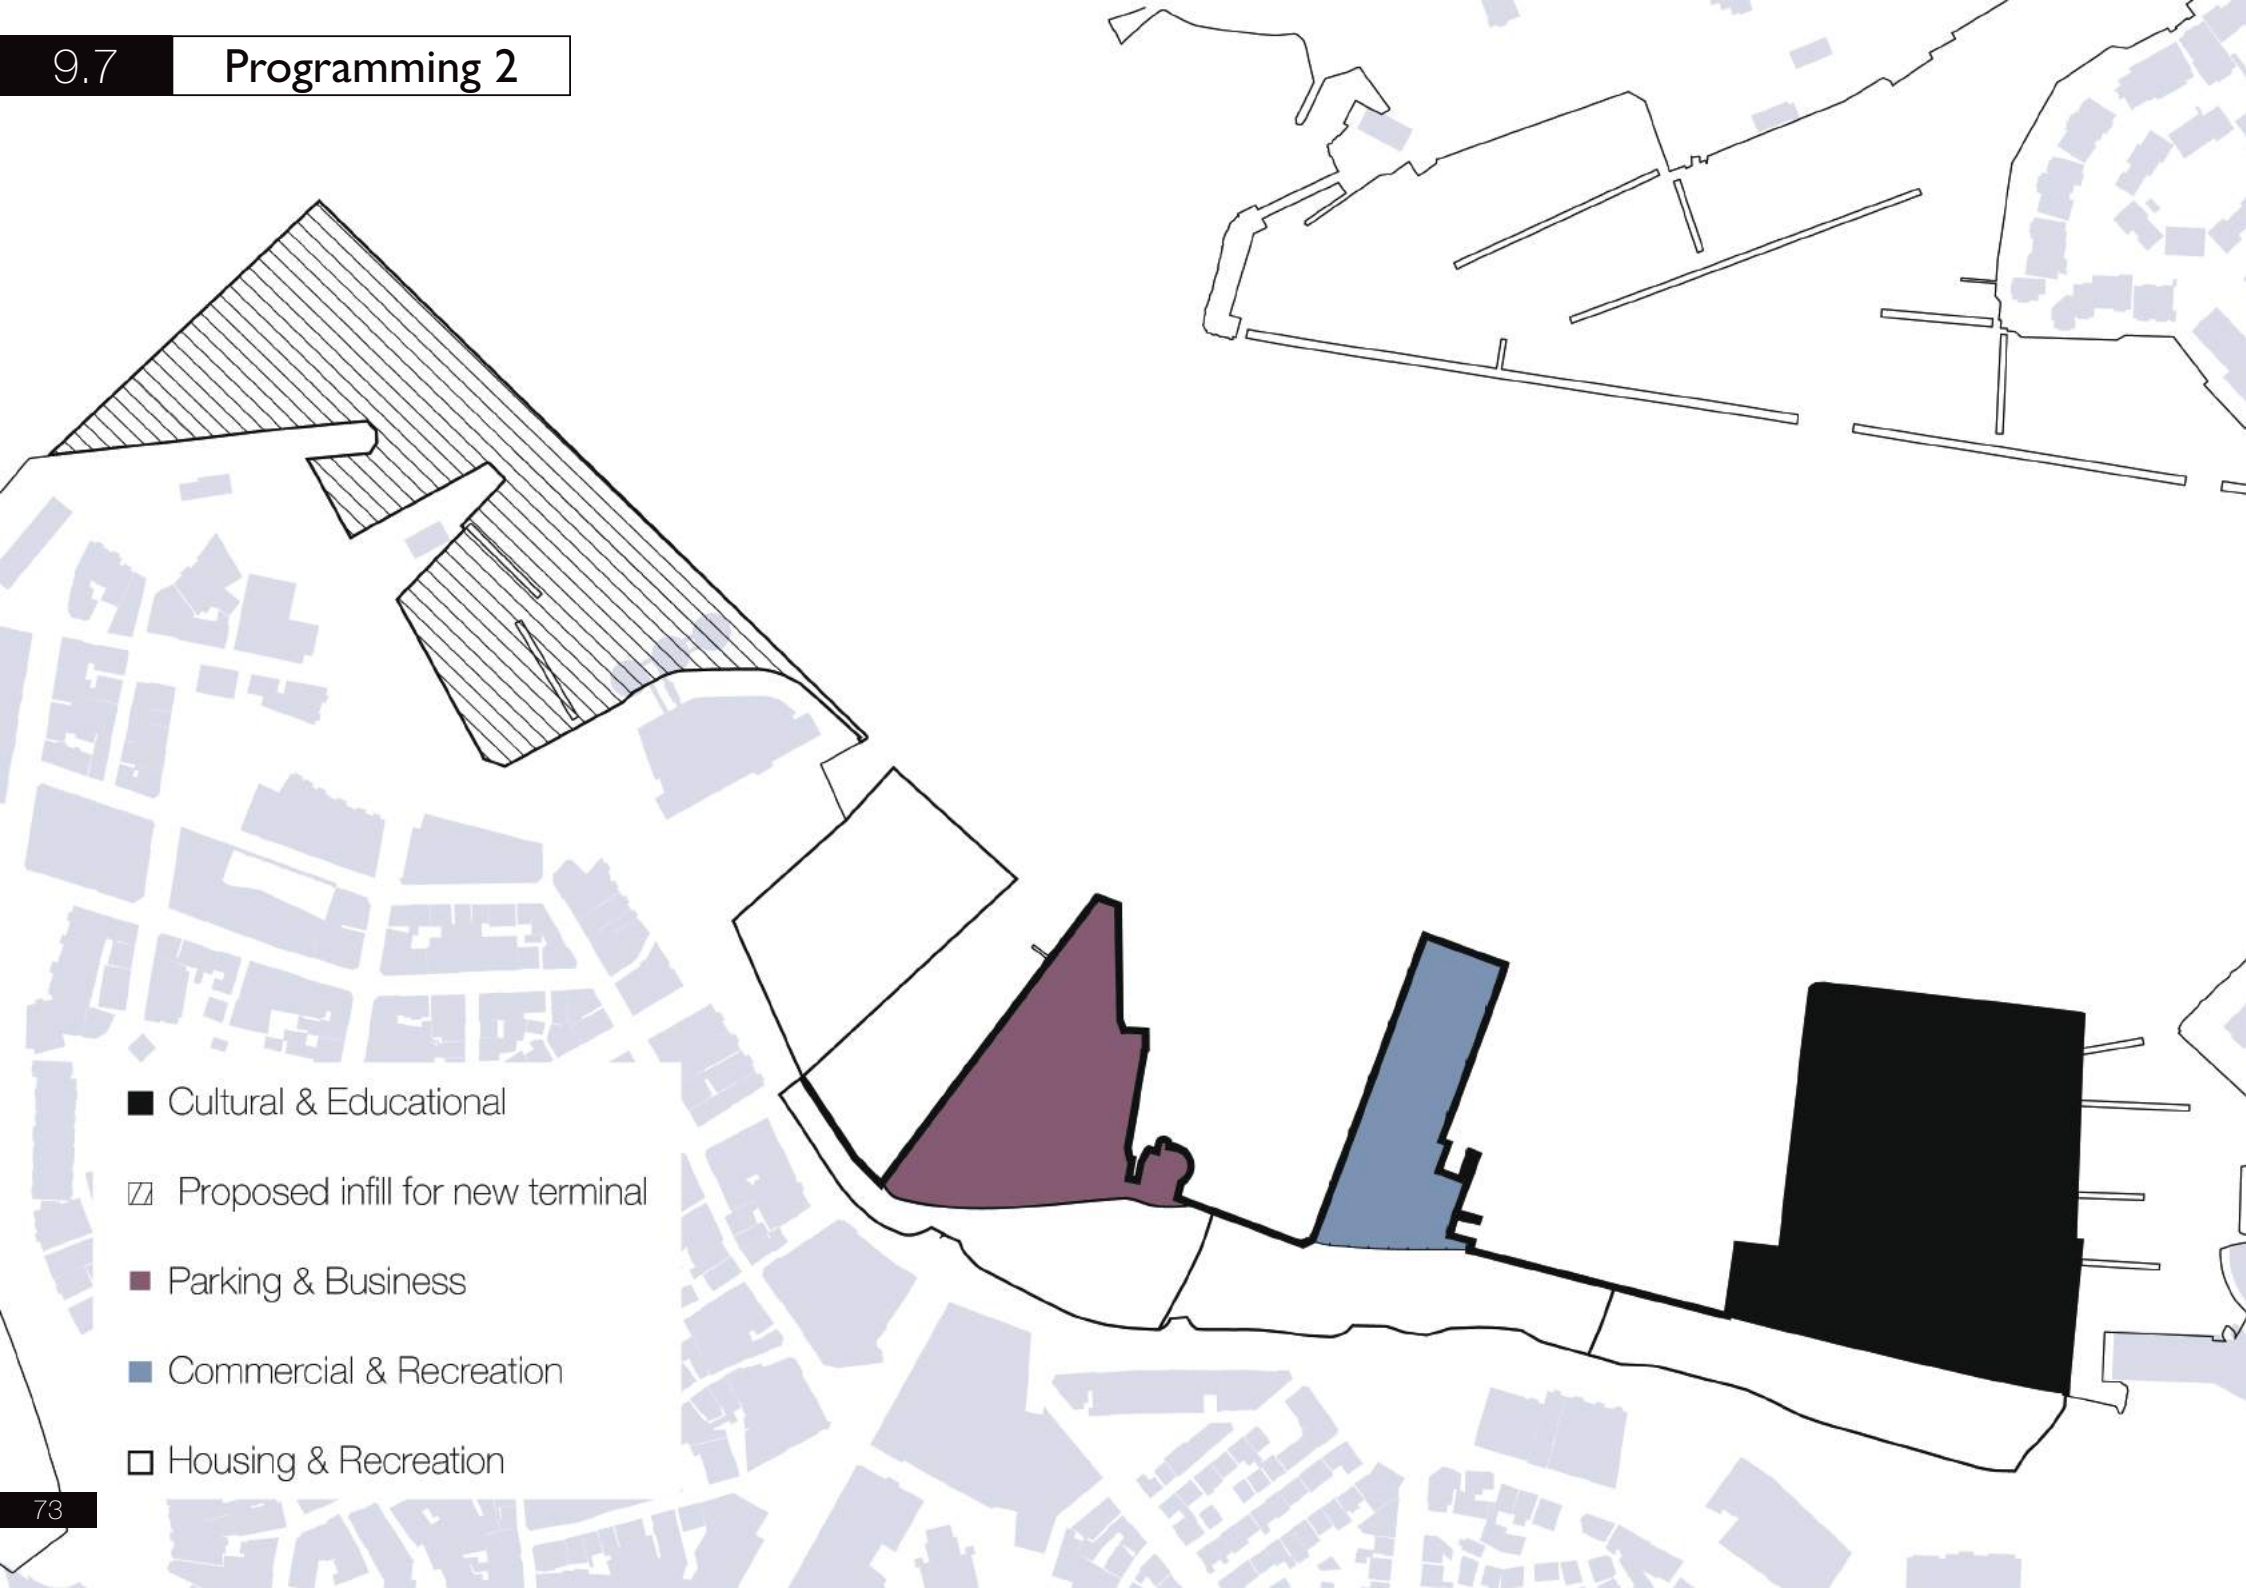 9.7 Programming 2
Cultural & Educational
Proposed infill for new terminal
Parking & Business
Commercial & Recreation
Housing & Recreation
73